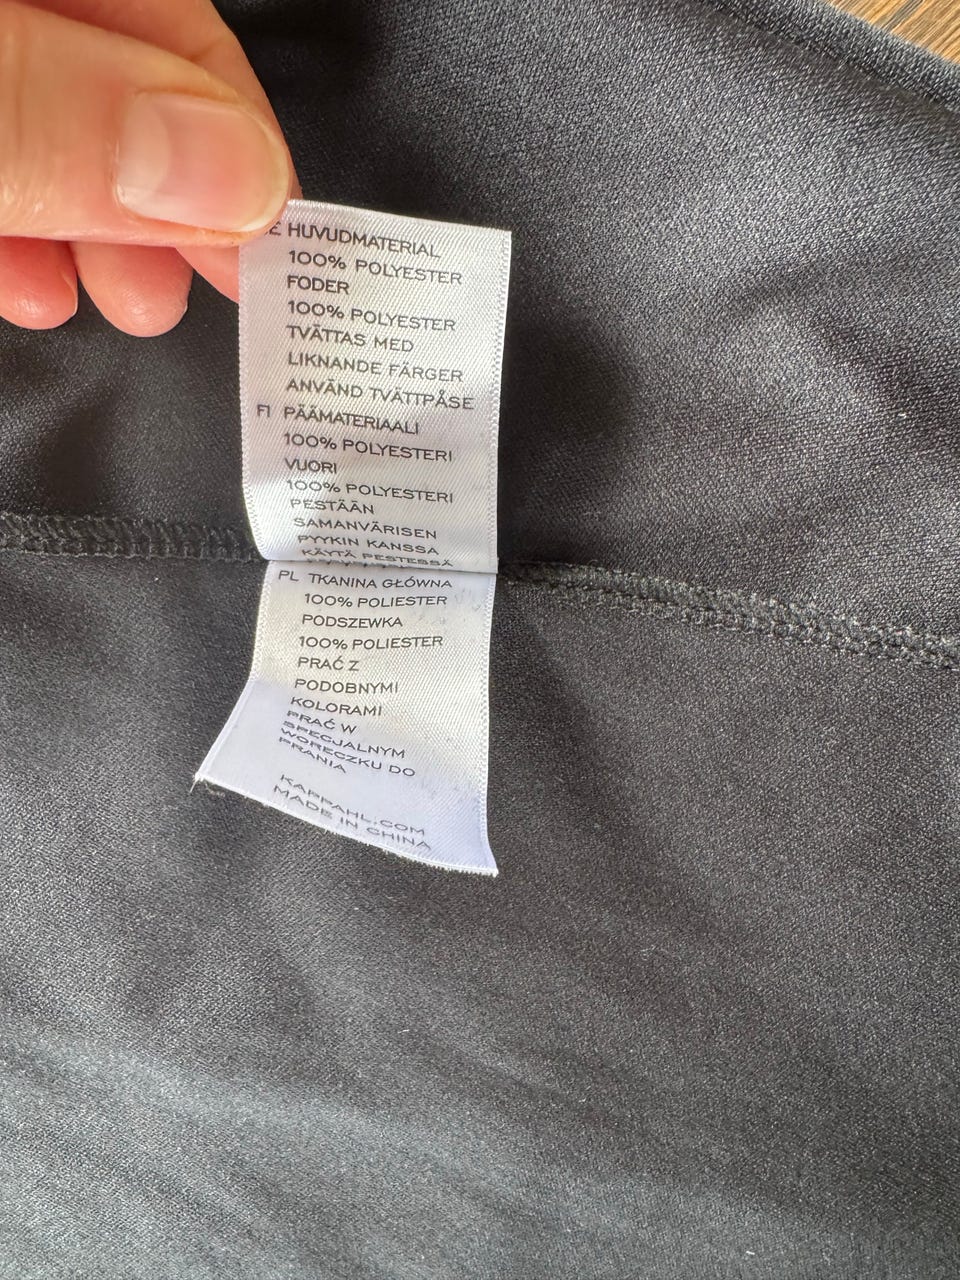 HUVUDMATERIAL
100% POLYESTER
FODER
100% POLYESTER
TVÄTTAS MED
LIKNANDE FÄRGER
ANVÄND TVÄTTPÅSE
FI PÄÄMATERIAALI
100% POLYESTERI
VUORI
100% POLYESTERI
PESTÄÄN
SAMANVÄRISEN
PYYKIN KANSSA
KÄYTÄ PESTESSÄ
PL TKANINA GŁÓWNA
100% POLIESTER
PODSZEWKA
100% POLIESTER
PRAĆ Z
PODOBNYMI
KOLORAMI
PRAĆ W
SPECJALNYM
WORECZKU DO
PRANIA
KAPPAHL.COM
MADE IN CHINA